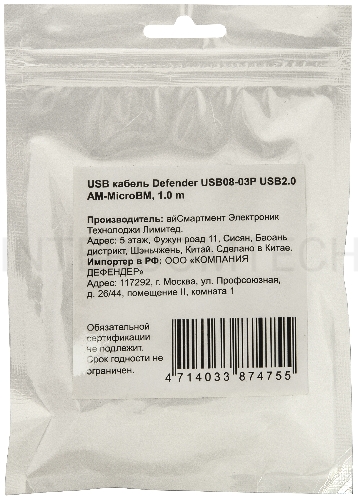 USB кабель Defender USB08-03P USB2.0
AM-MicroBM, 1.0 m
Производитель: вйСмартмент Электроник
Технолоджи Лимитед.
Адрес: 5 этаж, Фужун роад 11, Сисян, Баоань
дистрикт, Шэньчжень, Китай. Сделано в Китае.
Импортер в РФ: ООО «КОМПАНИЯ
ДЕФЕНДЕР»
Адрес: 117292, г. Москва, ул. Профсоюзная,
д. 26/44, помещение II, комната 1
Обязательной
сертификации
не подлежит.
Срок годности не
ограничен.
4 714033 874755